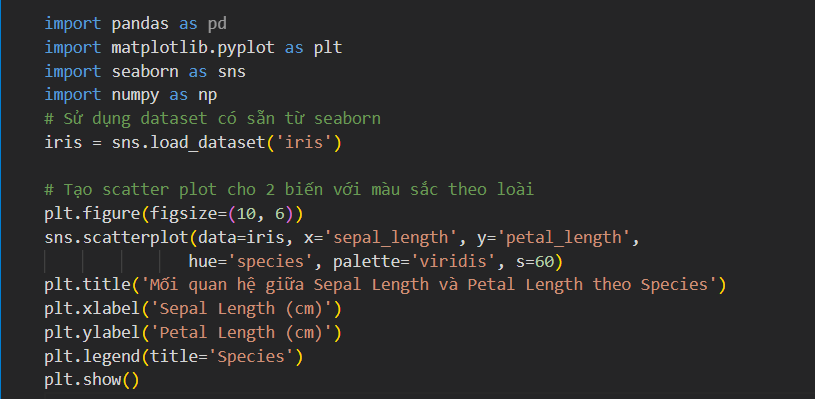 import pandas as pd
import matplotlib.pyplot as plt
import seaborn as sns
import numpy as np
# Sử dụng dataset có sẵn từ seaborn
iris = sns.load_dataset('iris')

# Tạo scatter plot cho 2 biến với màu sắc theo loài
plt.figure(figsize=(10, 6))
sns.scatterplot(data=iris, x='sepal_length', y='petal_length',
                hue='species', palette='viridis', s=60)
plt.title('Mối quan hệ giữa Sepal Length và Petal Length theo Species')
plt.xlabel('Sepal Length (cm)')
plt.ylabel('Petal Length (cm)')
plt.legend(title='Species')
plt.show()